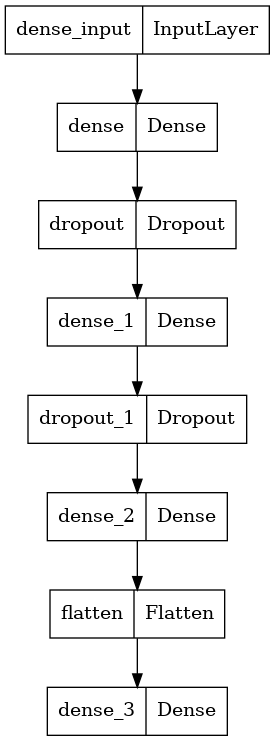 dense_input InputLayer
dense Dense
dropout Dropout
dense_1 Dense
dropout_1 Dropout
dense_2 Dense
flatten Flatten
dense_3 Dense